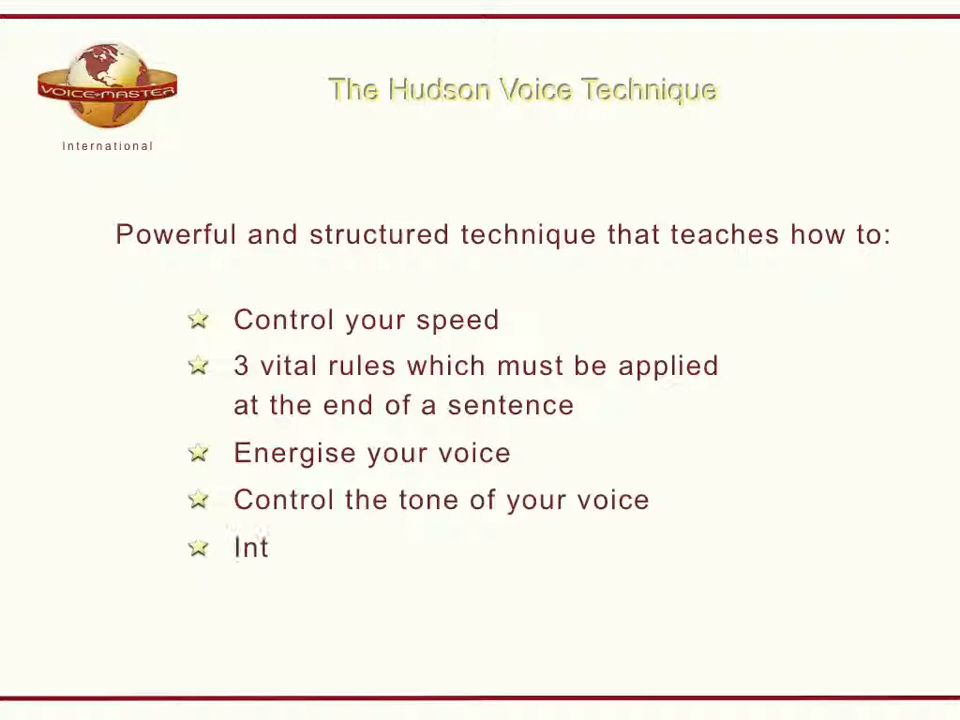 The Hudson Voice Technique
VOICE-MASTER
International
Powerful and structured technique that teaches how to:
Control your speed
3 vital rules which must be applied
at the end of a sentence
Energise your voice
Control the tone of your voice
Int